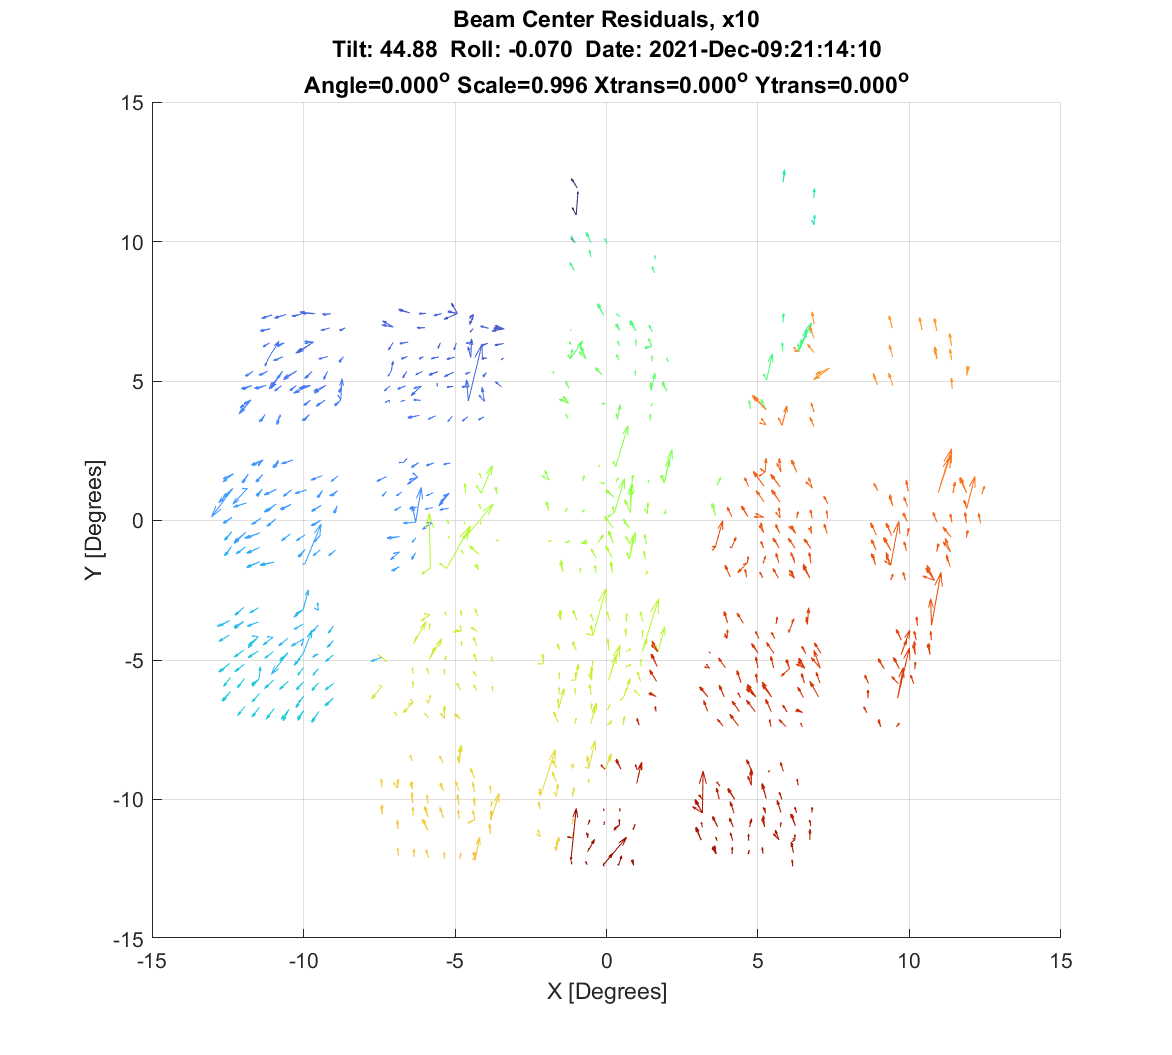 Beam Center Residuals, x10
Tilt: 44.88 Roll: -0.070 Date: 2021-Dec-09:21:14:10
Angle=0.000° Scale=0.996 Xtrans=0.000° Ytrans=0.000°
15
10
5
0
-5
-10
-15
Y [Degrees]
-15 -10 -5 0 5 10 15
X [Degrees]